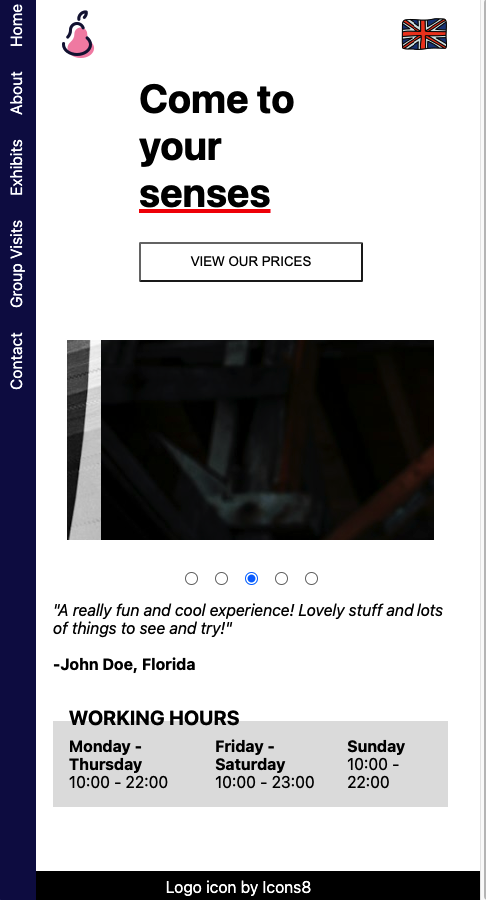 Home
About
Exhibits
Group Visits
Contact
Come to
your
senses
VIEW OUR PRICES
"A really fun and cool experience! Lovely stuff and lots
of things to see and try!"
-John Doe, Florida
WORKING HOURS
Monday -
Thursday
10:00 - 22:00
Friday -
Saturday
10:00 - 23:00
Sunday
10:00 -
22:00
Logo icon by Icons8